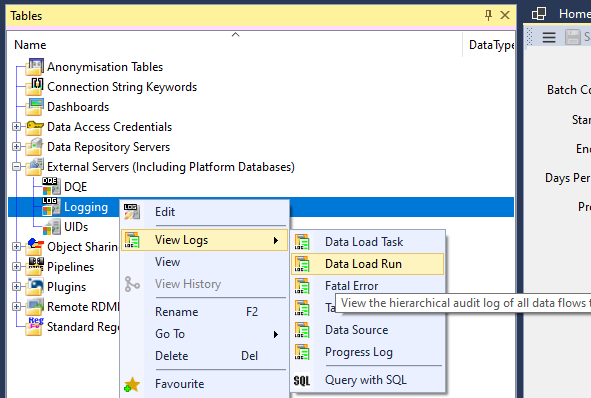 Tables
Home
Name
DataType
Anonymisation Tables
Connection String Keywords
Dashboards
Batch Co
Data Access Credentials
Star
Data Repository Servers
En
External Servers (Including Platform Databases)
Days Per
DQE
Logging
Edit
Pr
UIDs
View Logs
Data Load Task
Object Sharin
View
Data Load Run
Pipelines
View History
Fatal Error
Plugins
View the hierarchical audit log of all data flows t
Remote RDM
Rename F2
Ta
Standard Reg
Go To
Data Source
Delete Del
Progress Log
Favourite
SQL
Query with SQL